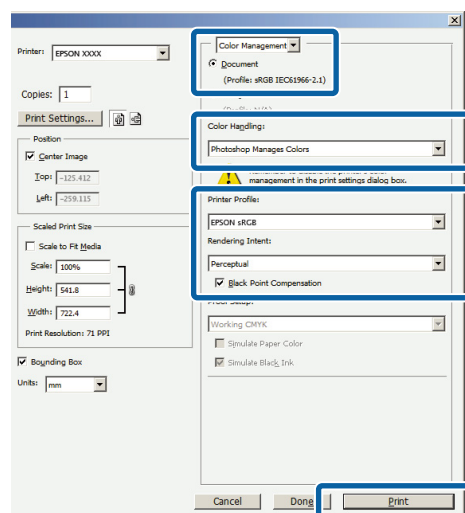 Printer: EPSON XXXX
Copies: 1
Print Settings...
Position
Center Image
Top: -125.412
Left: -259.115
Scaled Print Size
Scale to Fit Media
Scale: 100%
Height: 541.8
Width: 722.4
Print Resolution: 71 PPI
Bounding Box
Units: mm
Color Management
Document
(Profile: sRGB IEC61966-2.1)
Color Handling:
Photoshop Manages Colors
management in the print settings dialog box.
Printer Profile:
EPSON sRGB
Rendering Intent:
Perceptual
Black Point Compensation
Working CMYK
Simulate Paper Color
Simulate Black Ink
Cancel
Done
Print